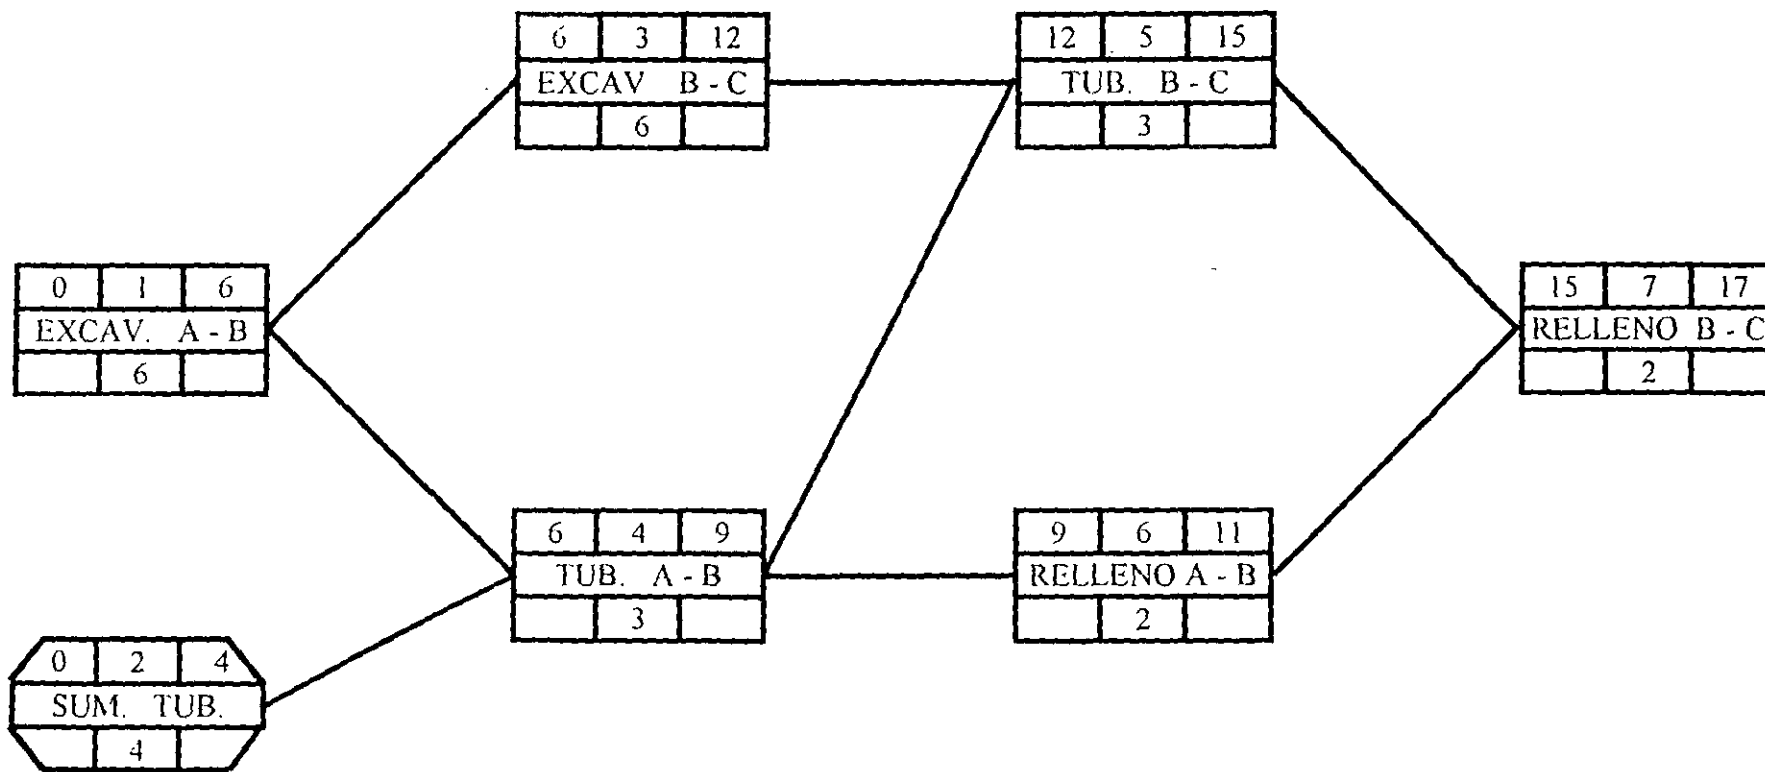 6 3 12
EXCAV B - C
6
12 5 15
TUB. B - C
3
0 1 6
EXCAV. A - B
6
15 7 17
RELLENO B - C
2
6 4 9
TUB. A - B
3
9 6 11
RELLENO A - B
2
0 2 4
SUM. TUB.
4